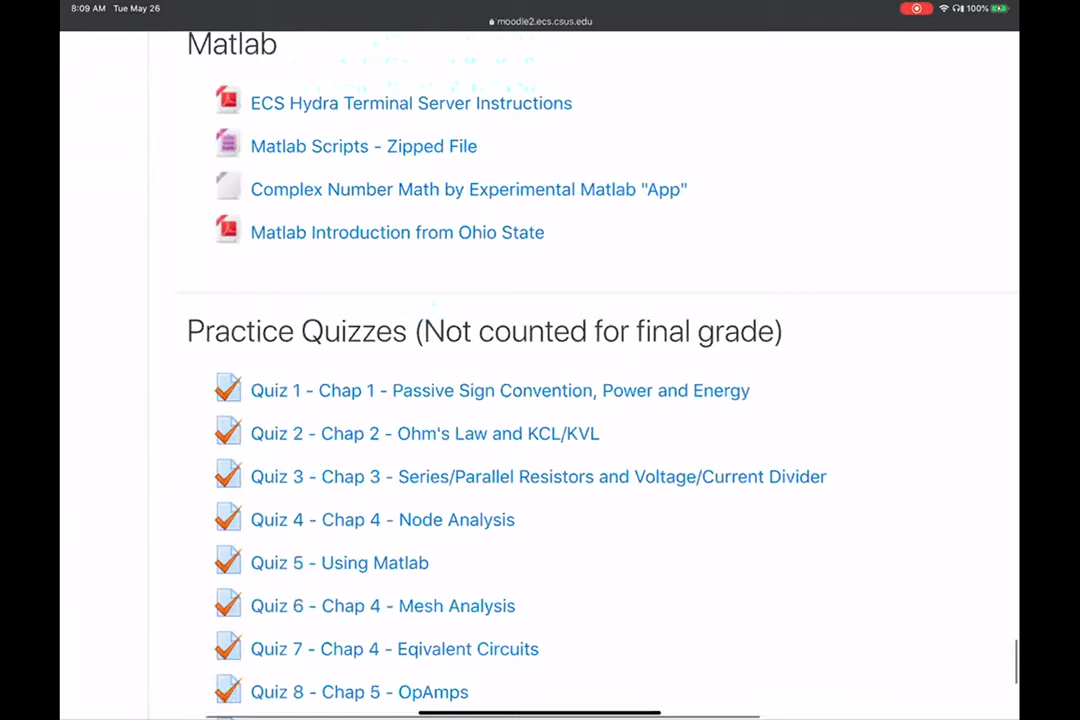 8:09 AM Tue May 26
100%
moodle2.ecs.csus.edu
Matlab
ECS Hydra Terminal Server Instructions
Matlab Scripts - Zipped File
Complex Number Math by Experimental Matlab "App"
Matlab Introduction from Ohio State
Practice Quizzes (Not counted for final grade)
Quiz 1 - Chap 1 - Passive Sign Convention, Power and Energy
Quiz 2 - Chap 2 - Ohm's Law and KCL/KVL
Quiz 3 - Chap 3 - Series/Parallel Resistors and Voltage/Current Divider
Quiz 4 - Chap 4 - Node Analysis
Quiz 5 - Using Matlab
Quiz 6 - Chap 4 - Mesh Analysis
Quiz 7 - Chap 4 - Eqivalent Circuits
Quiz 8 - Chap 5 - OpAmps